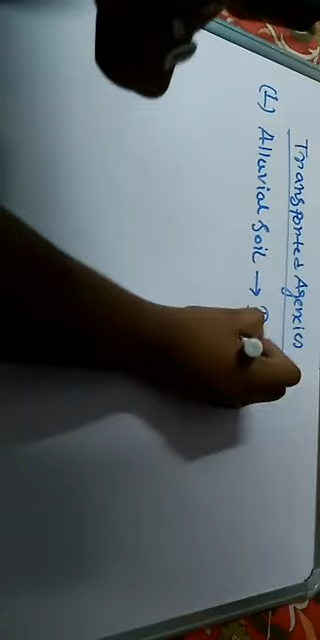 Transported Agencies
(1) Alluvial Soil →